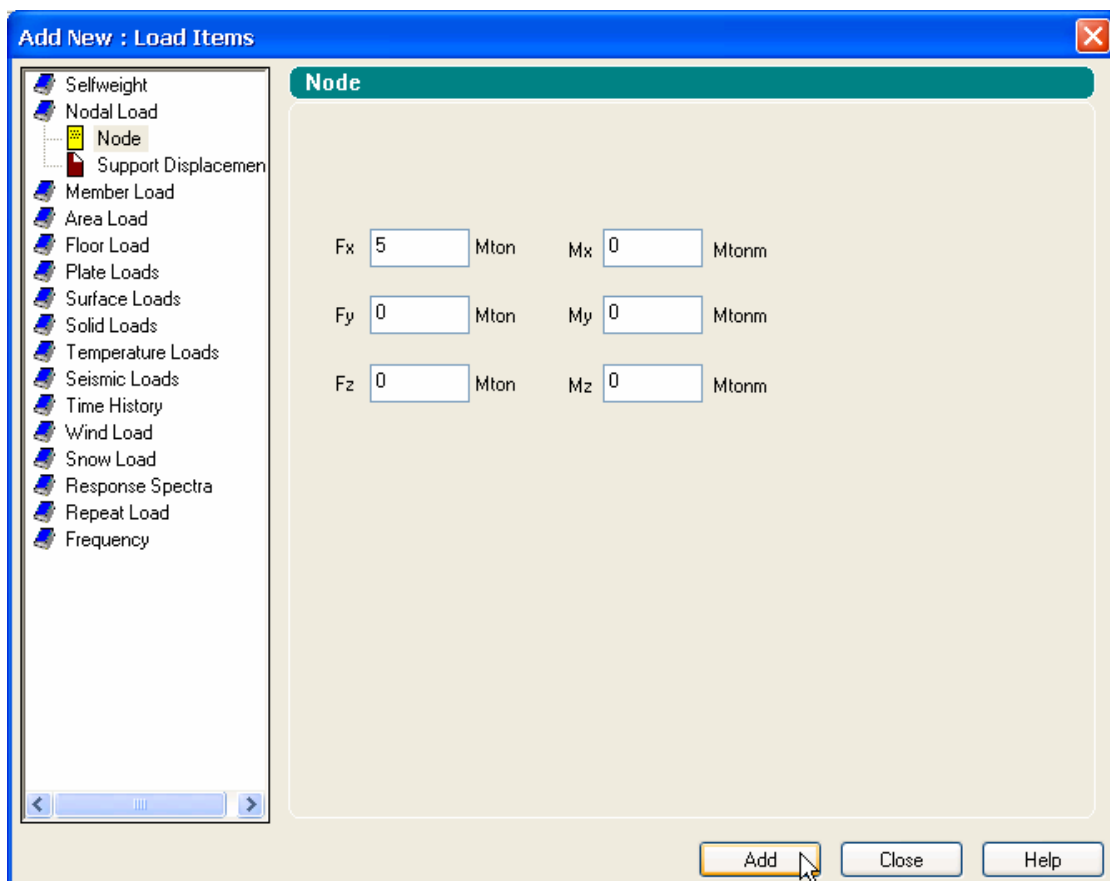 Add New : Load Items
Selfweight
Nodal Load
Node
Support Displacemen
Member Load
Area Load
Floor Load
Plate Loads
Surface Loads
Solid Loads
Temperature Loads
Seismic Loads
Time History
Wind Load
Snow Load
Response Spectra
Repeat Load
Frequency
Node
Fx 5 Mton Mx 0 Mtonm
Fy 0 Mton My 0 Mtonm
Fz 0 Mton Mz 0 Mtonm
Add Close Help